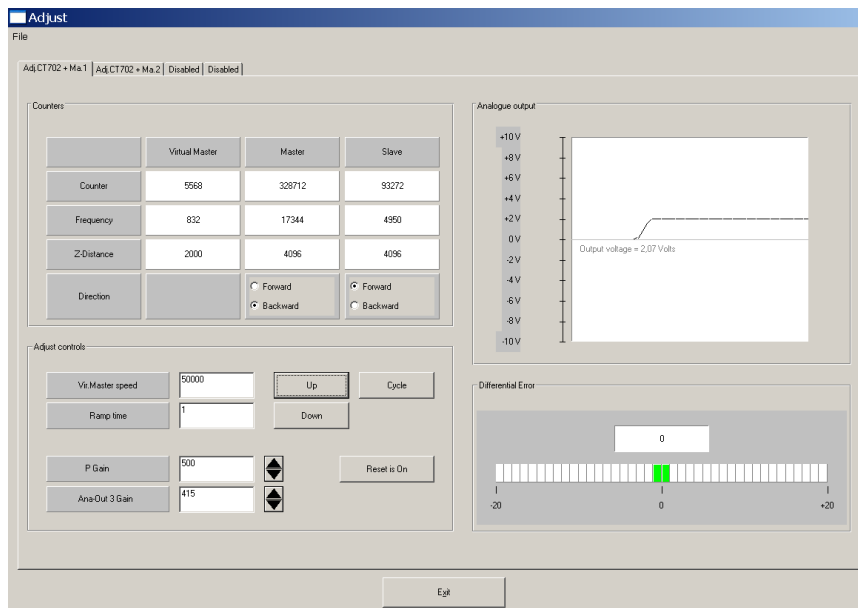 Adjust
File
Adj.CT702 + Ma.1 Adj.CT702 + Ma.2 Disabled Disabled
Counters
Virtual Master Master Slave
Counter 5568 328712 93272
Frequency 832 17344 4950
Z-Distance 2000 4096 4096
Direction
Forward Forward
Backward Backward
Adjust controls
Vir.Master speed 50000 Up Cycle
Ramp time 1 Down
P Gain 500 Reset is On
Ana-Out 3 Gain 415
Analogue output
+10 V
+8 V
+6 V
+4 V
+2 V
0 V
Output voltage = 2,07 Volts
-2 V
-4 V
-6 V
-8 V
-10 V
Differential Error
0
-20 0 +20
Exit